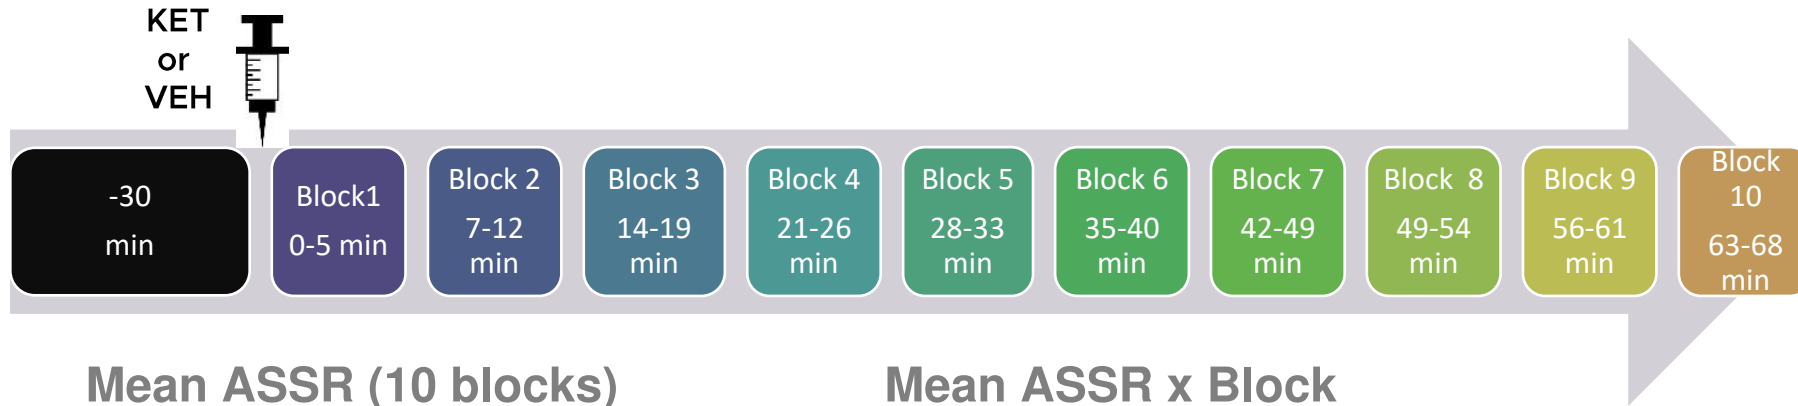 KET
or
VEH
-30
min
Block1
0-5 min
Block 2
7-12
min
Block 3
14-19
min
Block 4
21-26
min
Block 5
28-33
min
Block 6
35-40
min
Block 7
42-49
min
Block 8
49-54
min
Block 9
56-61
min
Block
10
63-68
min
Mean ASSR (10 blocks)
Mean ASSR x Block